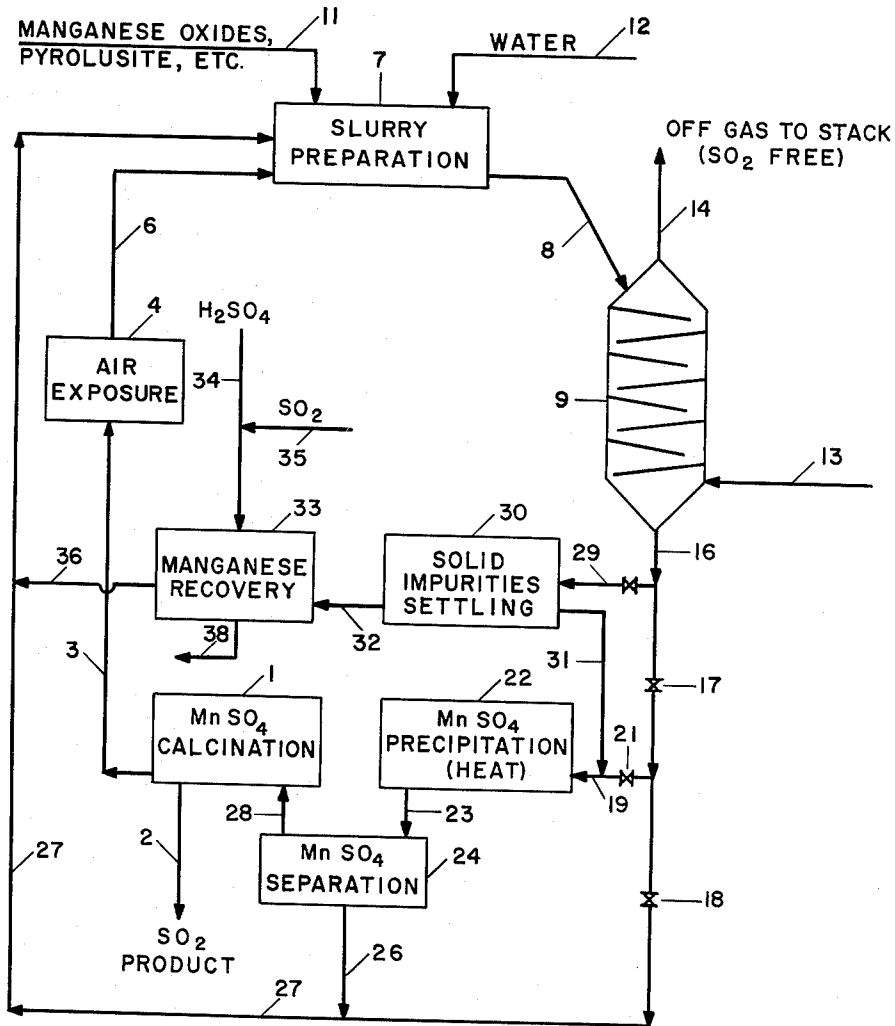 11
MANGANESE OXIDES,
PYROLUSITE, ETC.
7
WATER
12
SLURRY
PREPARATION
OFF GAS TO STACK
(SO2 FREE)
14
8
6
4
H2SO4
AIR
EXPOSURE
34
SO2
35
9
13
33
30
16
MANGANESE
RECOVERY
SOLID
IMPURITIES
SETTLING
29
36
32
38
31
3
1
22
17
MnSO4
CALCINATION
MnSO4
PRECIPITATION
(HEAT)
21
19
28
23
2
MnSO4
SEPARATION
24
18
27
SO2
PRODUCT
26
27